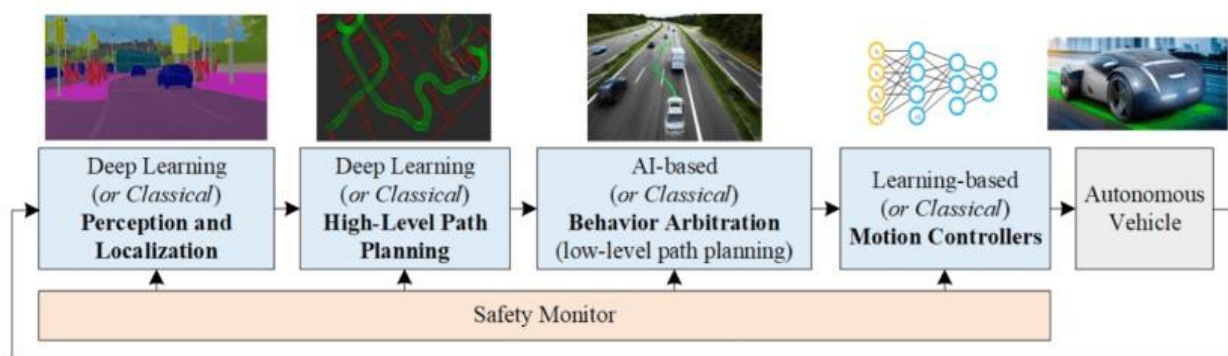 Deep Learning
(or Classical)
Perception and
Localization
Deep Learning
(or Classical)
High-Level Path
Planning
AI-based
(or Classical)
Behavior Arbitration
(low-level path planning)
Learning-based
(or Classical)
Motion Controllers
Autonomous
Vehicle
Safety Monitor